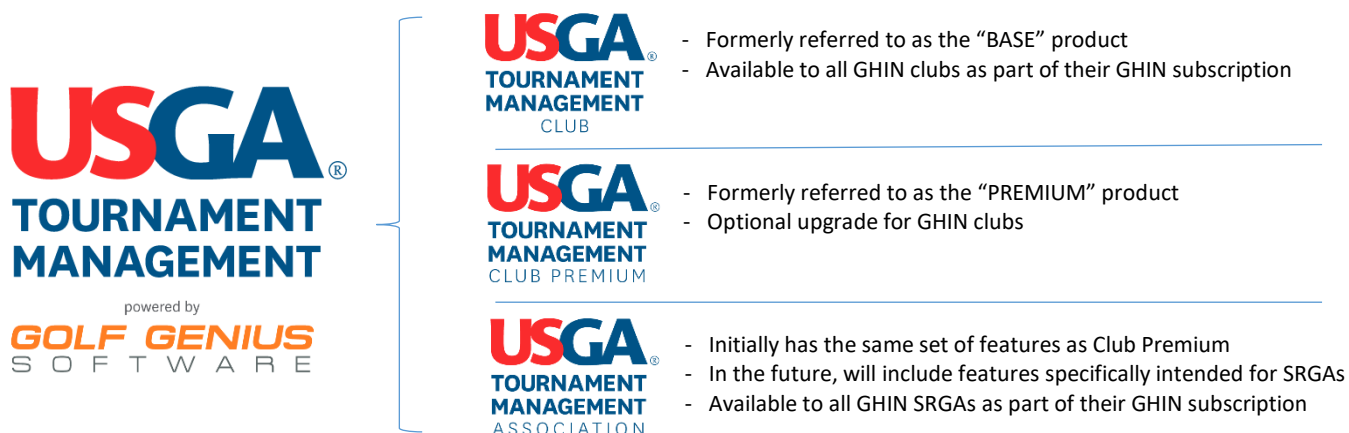 USGA®
TOURNAMENT
MANAGEMENT
powered by
GOLF GENIUS
SOFTWARE
USGA®
TOURNAMENT
MANAGEMENT
CLUB
- Formerly referred to as the “BASE” product
- Available to all GHIN clubs as part of their GHIN subscription
USGA®
TOURNAMENT
MANAGEMENT
CLUB PREMIUM
- Formerly referred to as the “PREMIUM” product
- Optional upgrade for GHIN clubs
USGA®
TOURNAMENT
MANAGEMENT
ASSOCIATION
- Initially has the same set of features as Club Premium
- In the future, will include features specifically intended for SRGAs
- Available to all GHIN SRGAs as part of their GHIN subscription